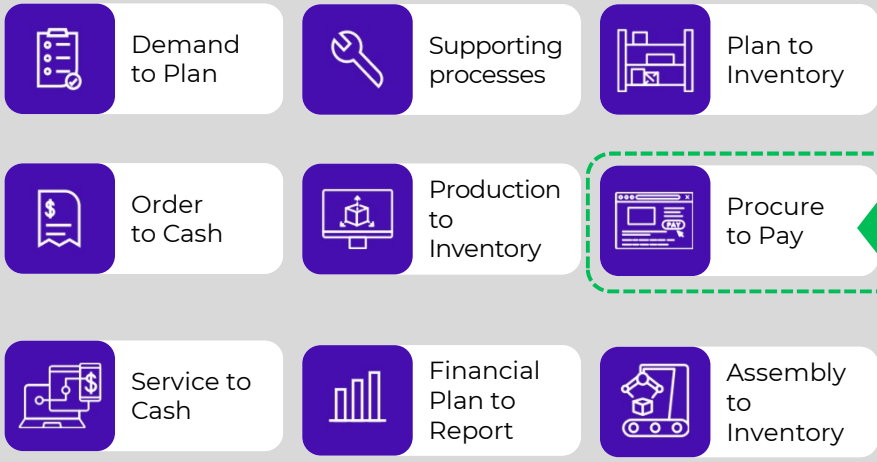 Demand
to Plan
Supporting
processes
Plan to
Inventory
$
Order
to Cash
Production
to
Inventory
X
PAY
Procure
to Pay
$
Service to
Cash
Financial
Plan to
Report
Assembly
to
Inventory